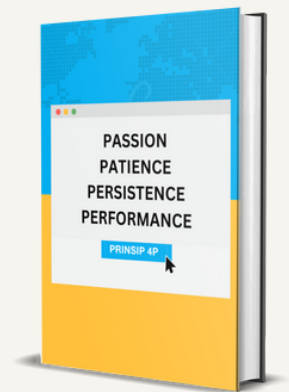 PASSION
PATIENCE
PERSISTENCE
PERFORMANCE
PRINSIP 4P